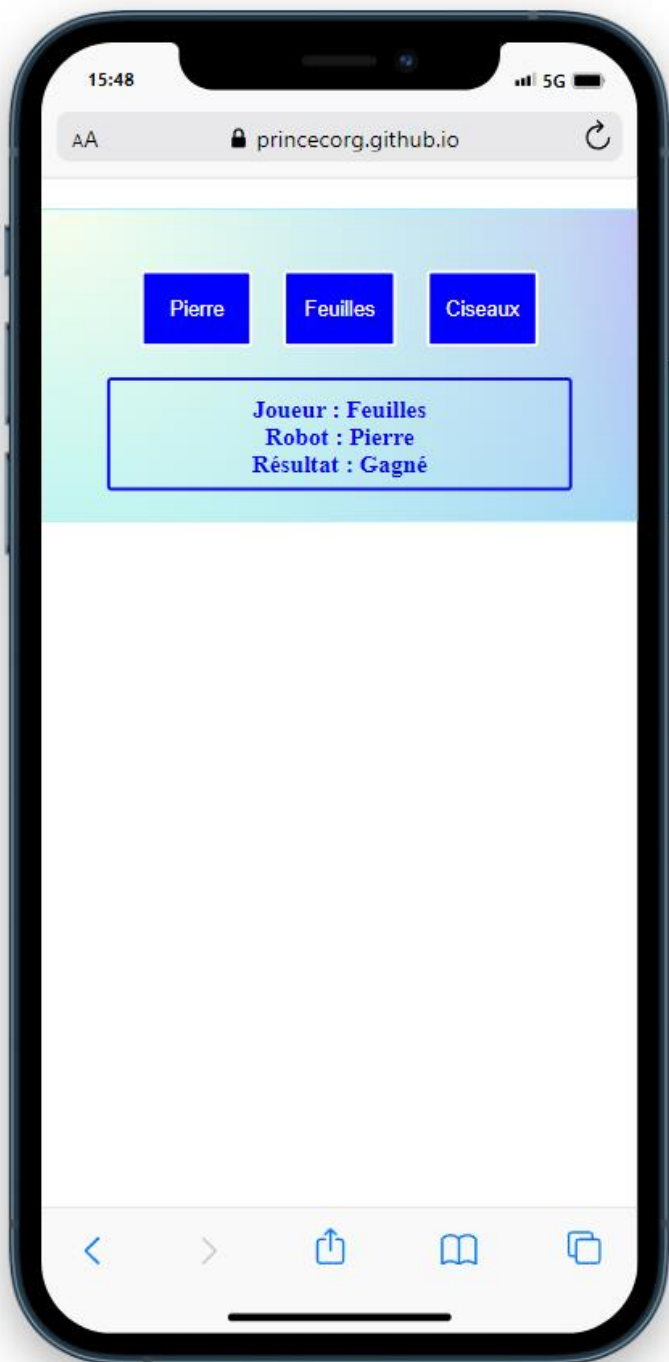 15:48
5G
AA
princecorg.github.io
Pierre
Feuilles
Ciseaux
Joueur : Feuilles
Robot : Pierre
Résultat : Gagné